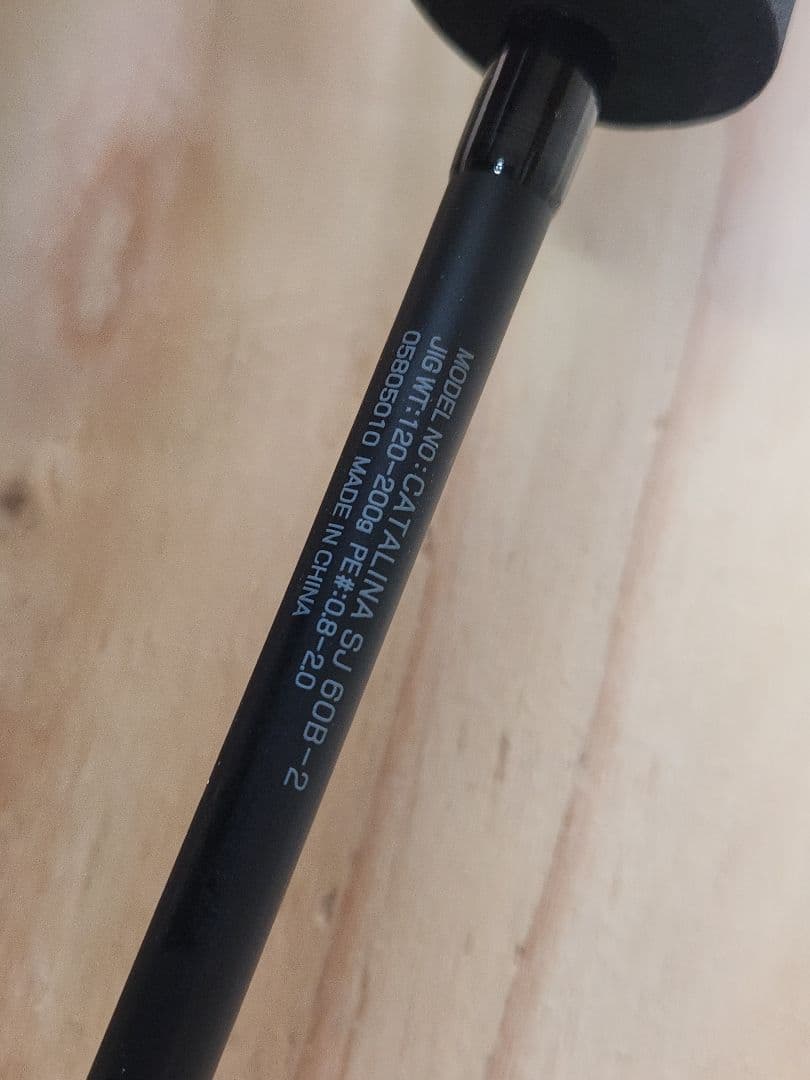 MODEL NO:CATALINA SJ 60B-2
JIG WT:120-200g PE#:0.8-2.0
05805010 MADE IN CHINA